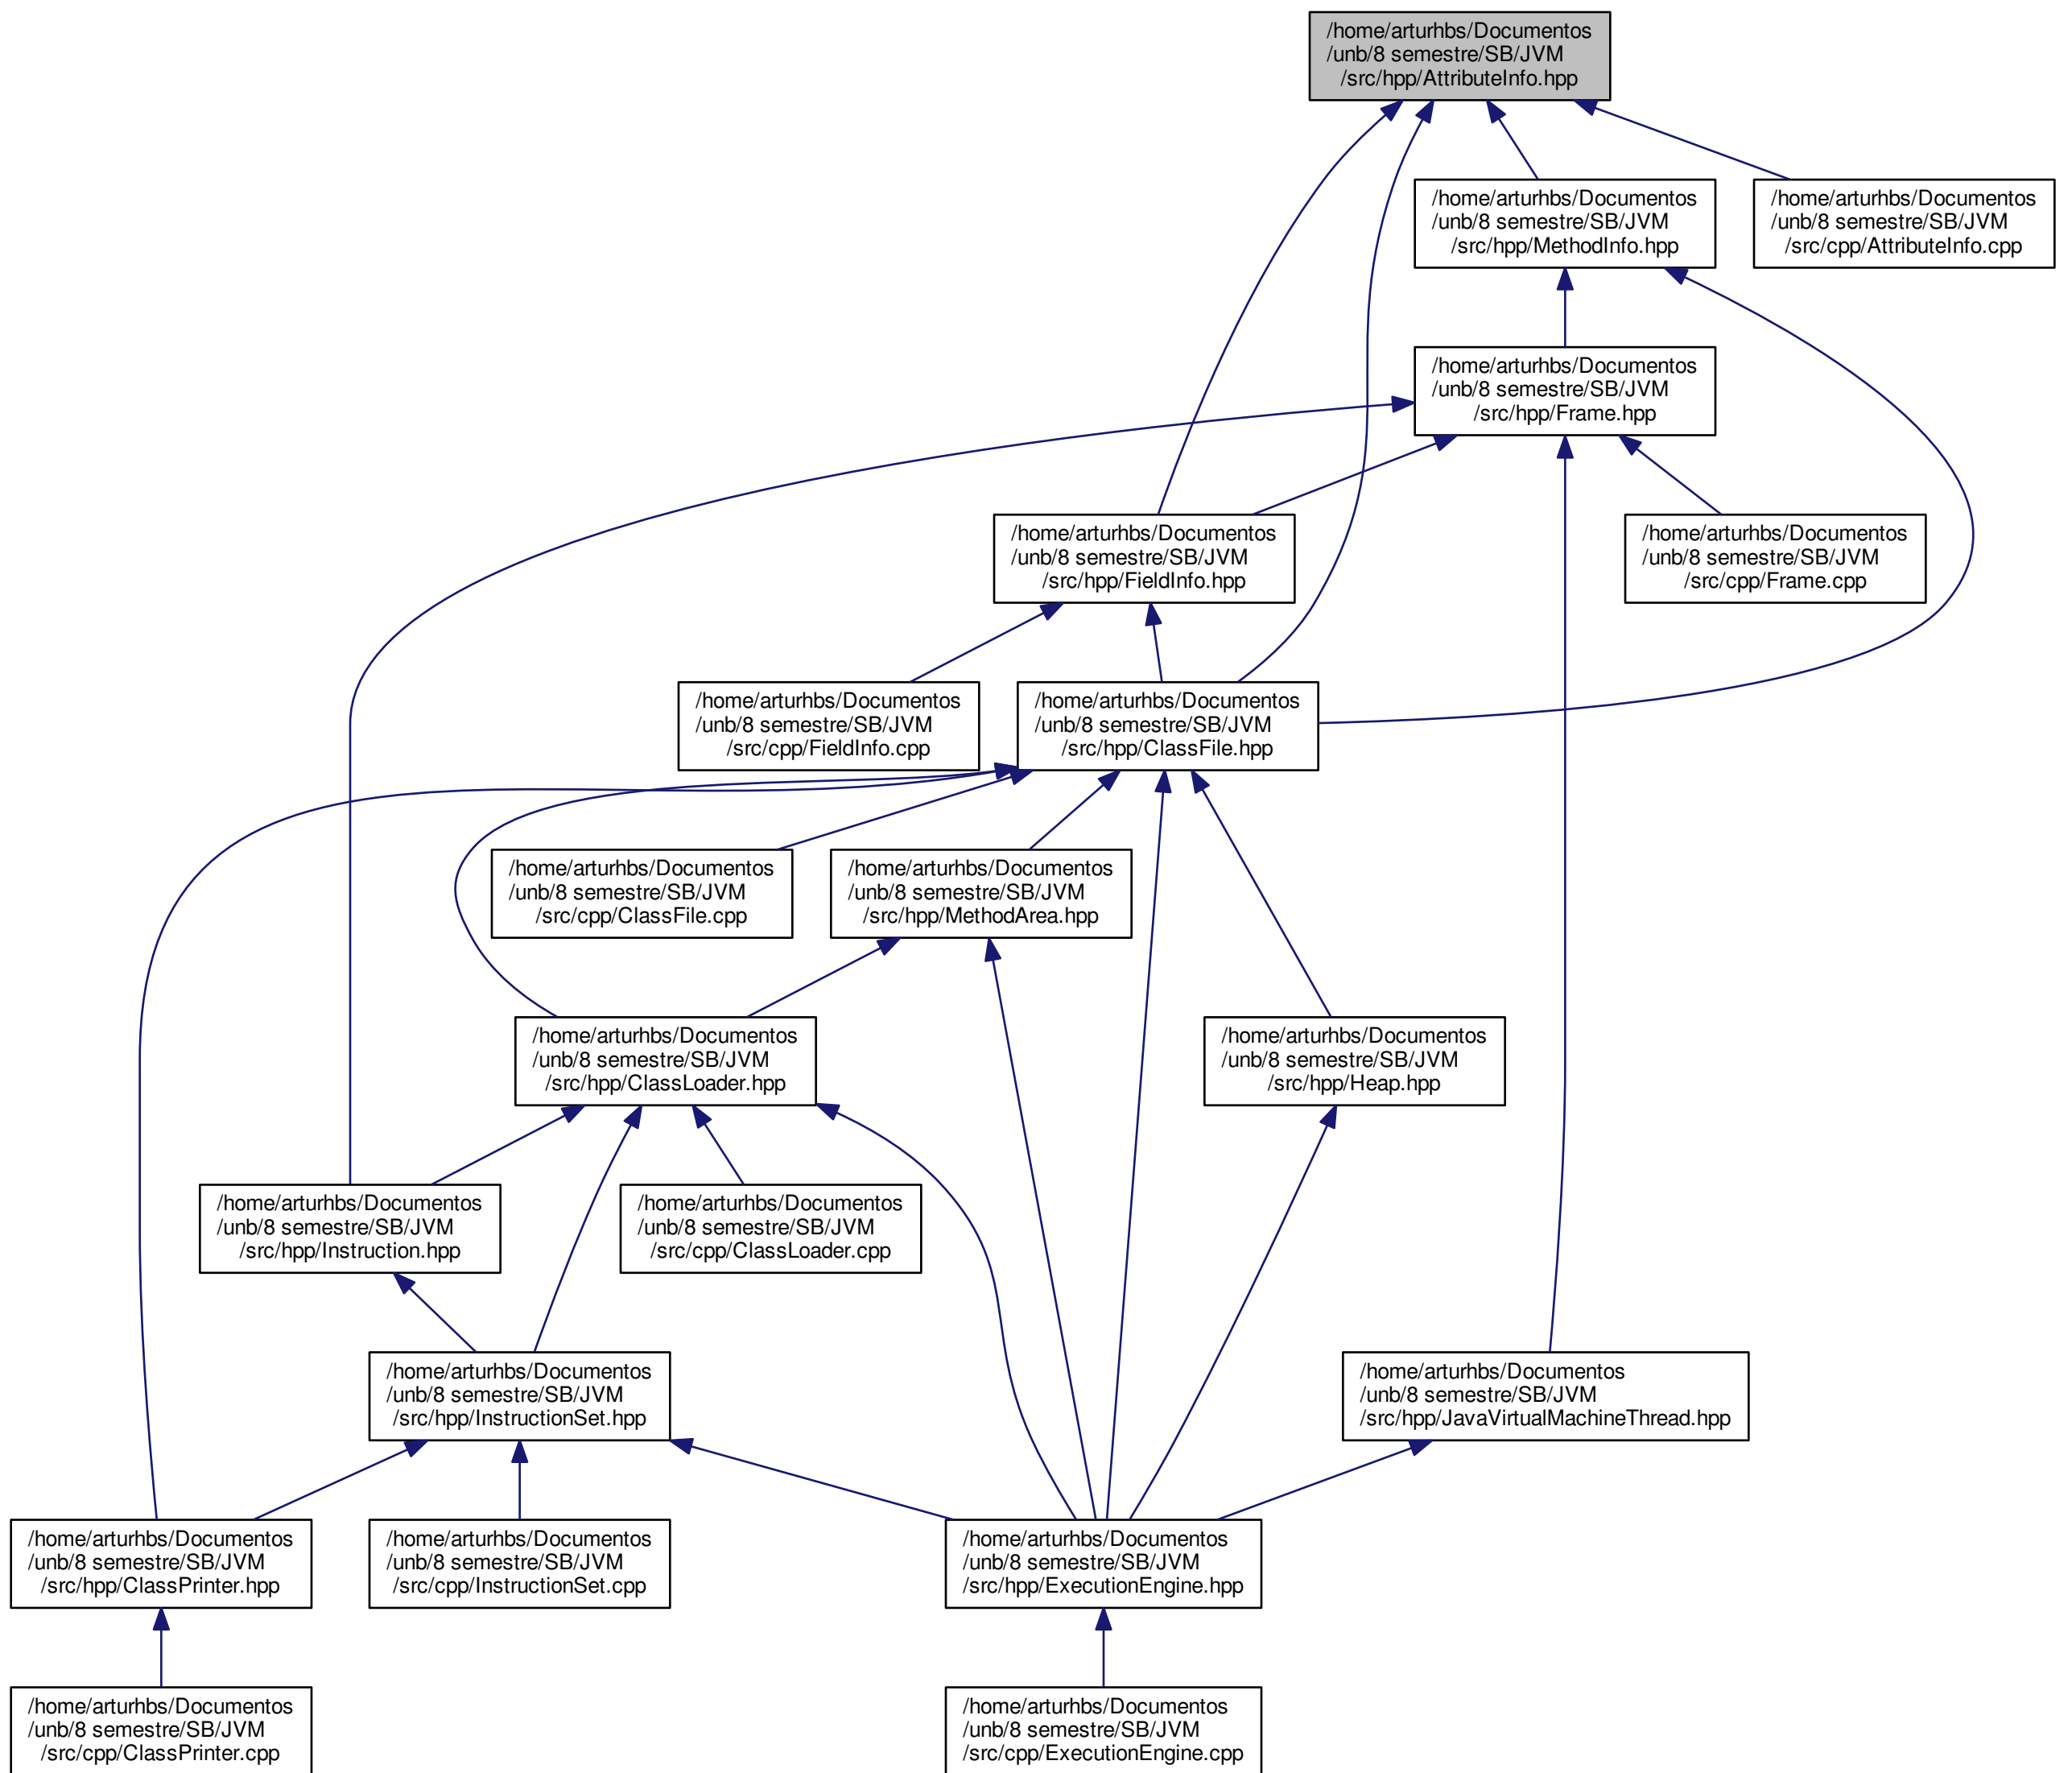 /home/arturhbs/Documentos
/unb/8 semestre/SB/JVM
/src/hpp/AttributeInfo.hpp
/home/arturhbs/Documentos
/unb/8 semestre/SB/JVM
/src/hpp/MethodInfo.hpp
/home/arturhbs/Documentos
/unb/8 semestre/SB/JVM
/src/cpp/AttributeInfo.cpp
/home/arturhbs/Documentos
/unb/8 semestre/SB/JVM
/src/hpp/Frame.hpp
/home/arturhbs/Documentos
/unb/8 semestre/SB/JVM
/src/hpp/FieldInfo.hpp
/home/arturhbs/Documentos
/unb/8 semestre/SB/JVM
/src/cpp/Frame.cpp
/home/arturhbs/Documentos
/unb/8 semestre/SB/JVM
/src/cpp/FieldInfo.cpp
/home/arturhbs/Documentos
/unb/8 semestre/SB/JVM
/src/hpp/ClassFile.hpp
/home/arturhbs/Documentos
/unb/8 semestre/SB/JVM
/src/cpp/ClassFile.cpp
/home/arturhbs/Documentos
/unb/8 semestre/SB/JVM
/src/hpp/MethodArea.hpp
/home/arturhbs/Documentos
/unb/8 semestre/SB/JVM
/src/hpp/ClassLoader.hpp
/home/arturhbs/Documentos
/unb/8 semestre/SB/JVM
/src/hpp/Heap.hpp
/home/arturhbs/Documentos
/unb/8 semestre/SB/JVM
/src/hpp/Instruction.hpp
/home/arturhbs/Documentos
/unb/8 semestre/SB/JVM
/src/cpp/ClassLoader.cpp
/home/arturhbs/Documentos
/unb/8 semestre/SB/JVM
/src/hpp/InstructionSet.hpp
/home/arturhbs/Documentos
/unb/8 semestre/SB/JVM
/src/hpp/JavaVirtualMachineThread.hpp
/home/arturhbs/Documentos
/unb/8 semestre/SB/JVM
/src/hpp/ClassPrinter.hpp
/home/arturhbs/Documentos
/unb/8 semestre/SB/JVM
/src/cpp/InstructionSet.cpp
/home/arturhbs/Documentos
/unb/8 semestre/SB/JVM
/src/hpp/ExecutionEngine.hpp
/home/arturhbs/Documentos
/unb/8 semestre/SB/JVM
/src/cpp/ClassPrinter.cpp
/home/arturhbs/Documentos
/unb/8 semestre/SB/JVM
/src/cpp/ExecutionEngine.cpp